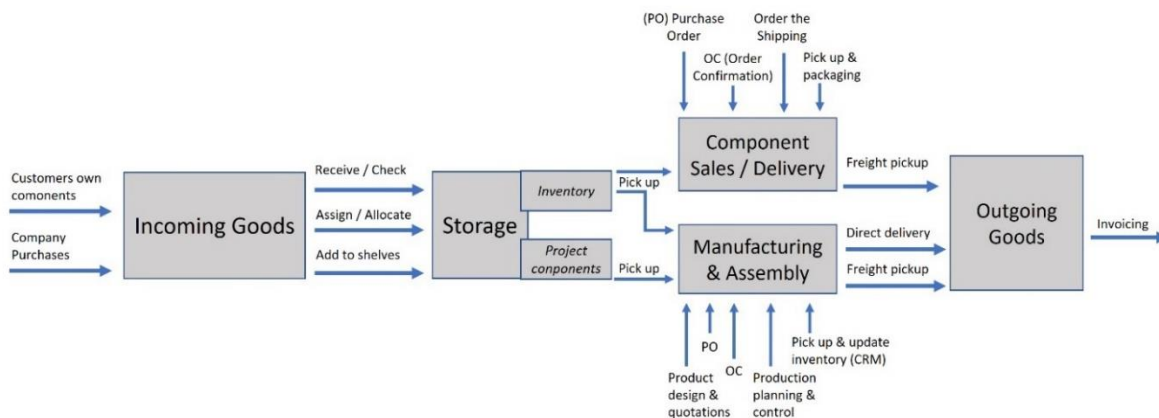 (PO) Purchase
Order
Order the
Shipping
OC (Order
Confirmation)
Pick up &
packaging
Customers own
comonents
Company
Purchases
Incoming Goods
Receive / Check
Assign / Allocate
Add to shelves
Storage
Inventory
Project
conponents
Pick up
Pick up
Component
Sales / Delivery
Manufacturing
& Assembly
Freight pickup
Direct delivery
Freight pickup
Outgoing
Goods
Invoicing
Product
design &
quotations
PO
OC
Production
planning &
control
Pick up & update
inventory (CRM)